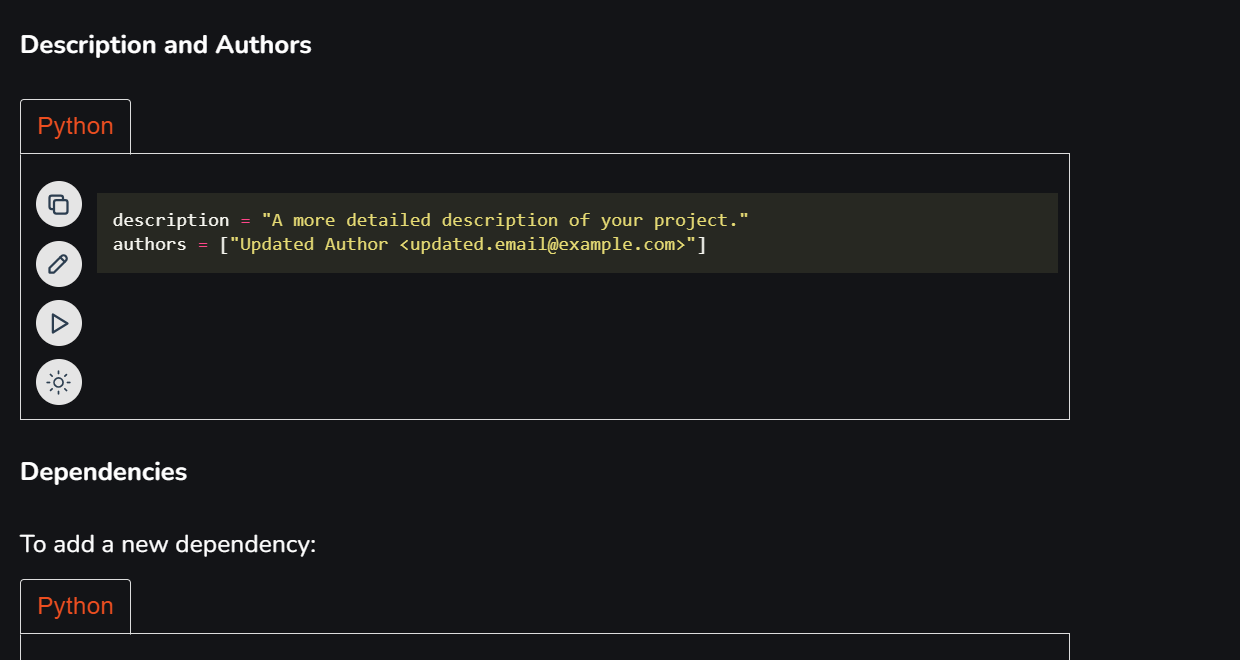 Description and Authors
Python
description = "A more detailed description of your project."
authors = ["Updated Author <updated.email@example.com>"]
Dependencies
To add a new dependency:
Python